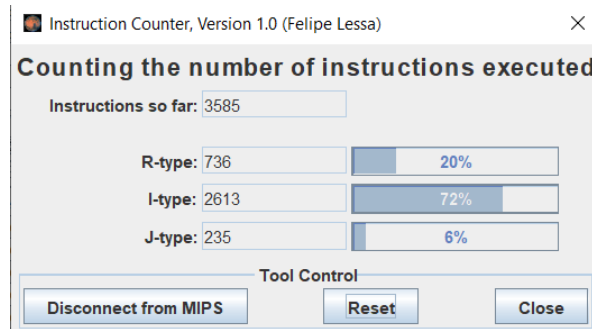 Instruction Counter, Version 1.0 (Felipe Lessa)
Counting the number of instructions executed
Instructions so far: 3585
R-type: 736 20%
I-type: 2613 72%
J-type: 235 6%
Tool Control
Disconnect from MIPS Reset Close